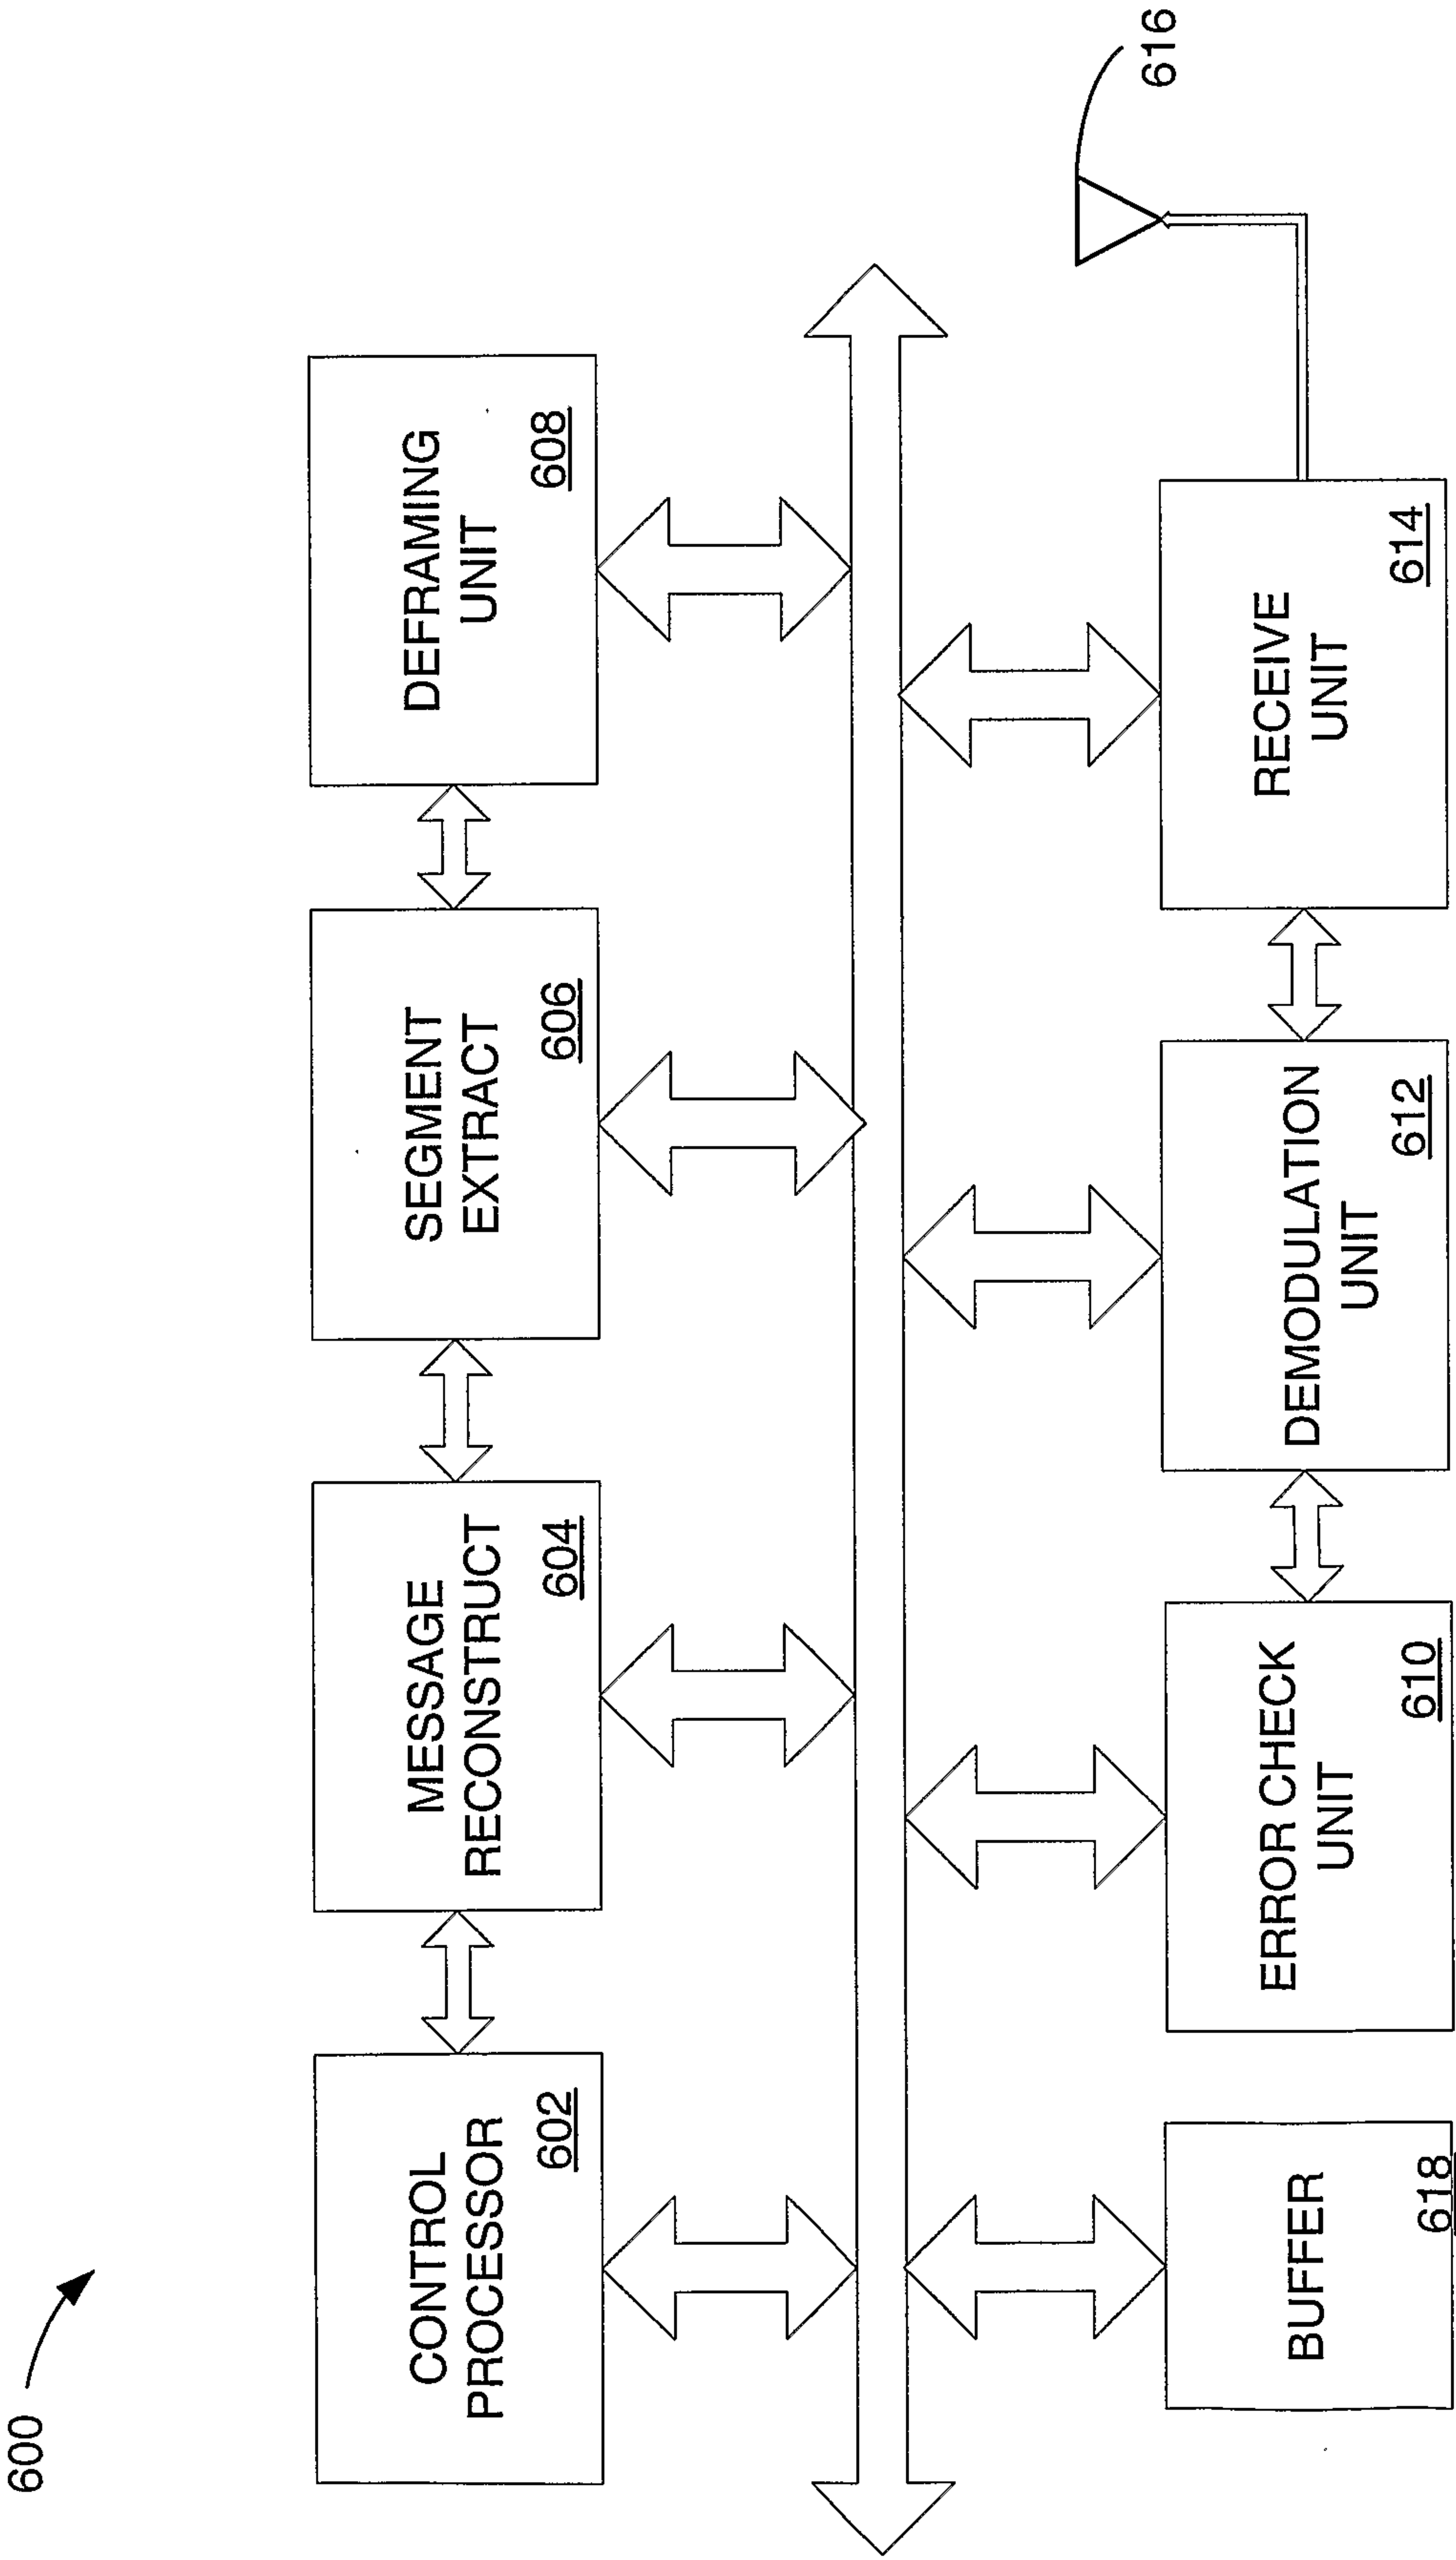 600
CONTROL
PROCESSOR
602
MESSAGE
RECONSTRUCT
604
SEGMENT
EXTRACT
606
DEFRAMING
UNIT
608
BUFFER
618
ERROR CHECK
UNIT
610
DEMODULATION
UNIT
612
RECEIVE
UNIT
614
616